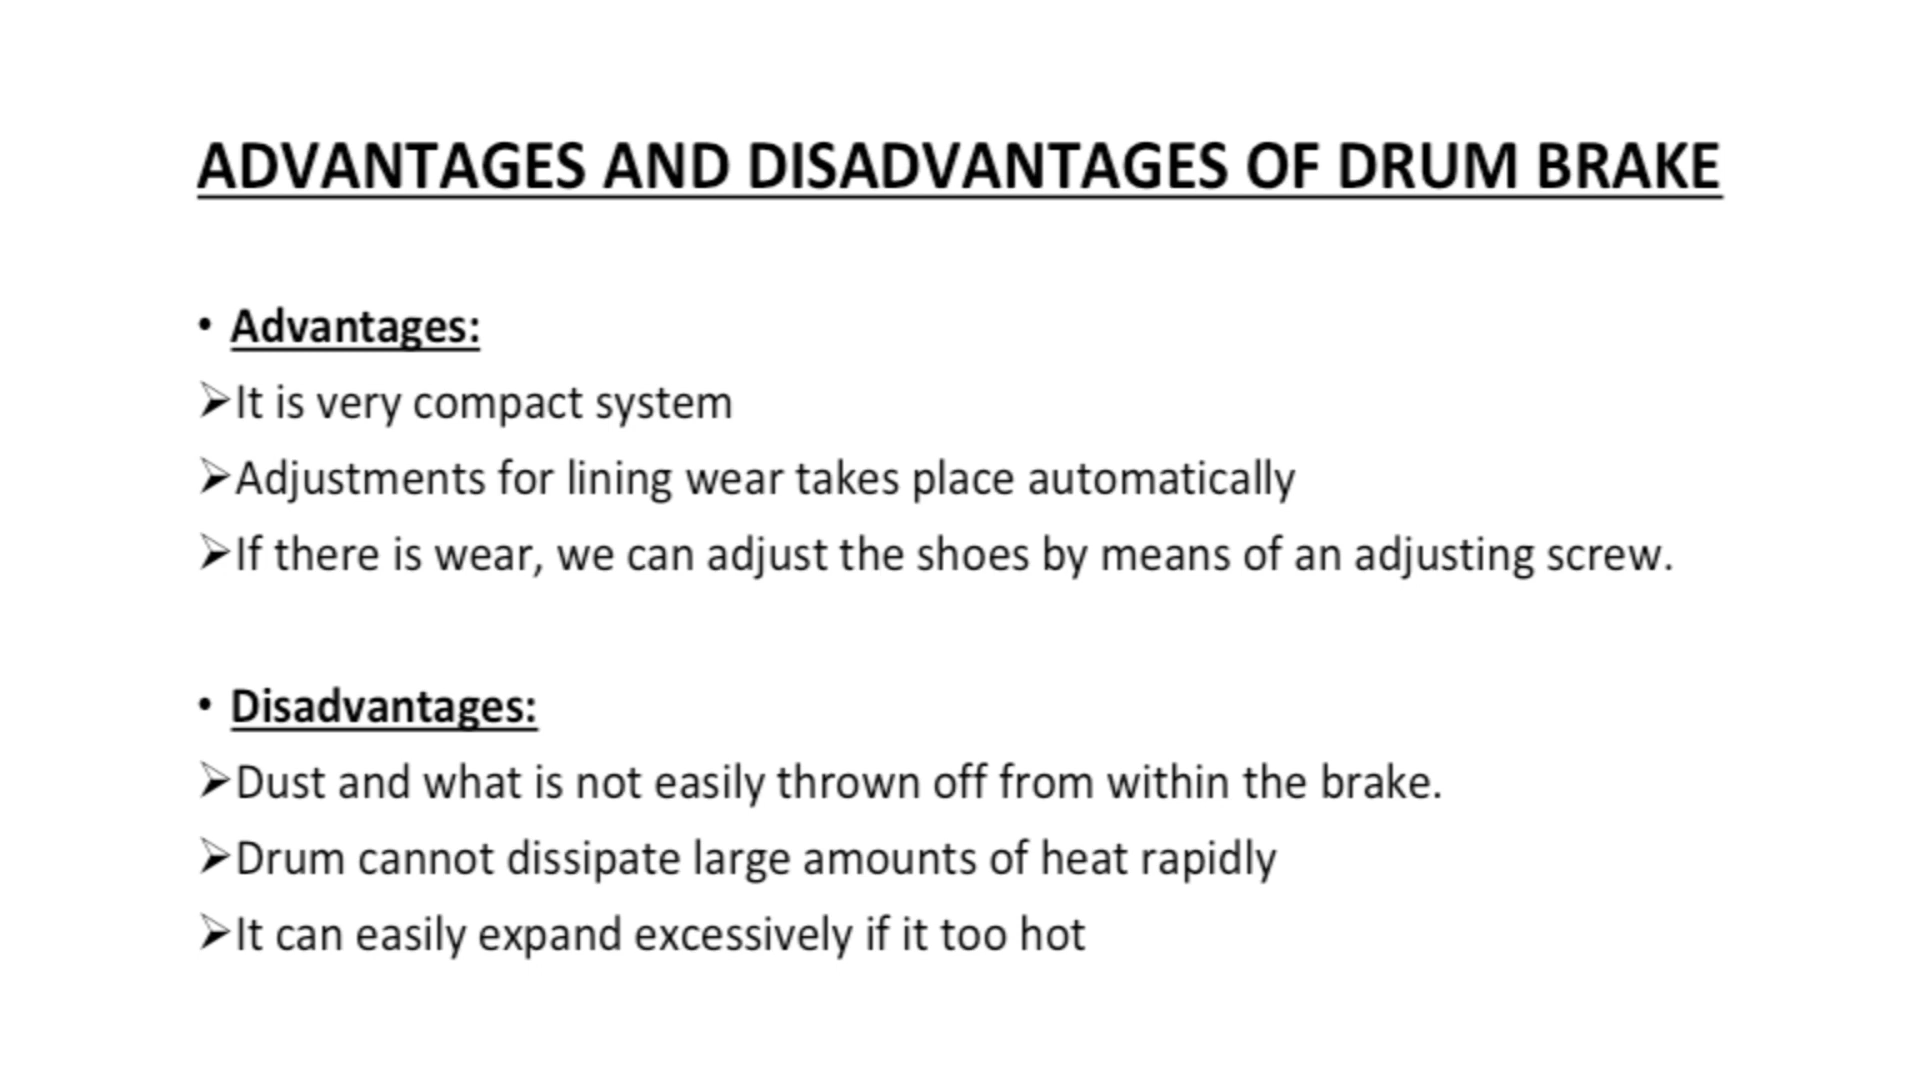 ADVANTAGES AND DISADVANTAGES OF DRUM BRAKE
• Advantages:
➢It is very compact system
➢Adjustments for lining wear takes place automatically
➢If there is wear, we can adjust the shoes by means of an adjusting screw.
• Disadvantages:
➢Dust and what is not easily thrown off from within the brake.
➢Drum cannot dissipate large amounts of heat rapidly
➢It can easily expand excessively if it too hot